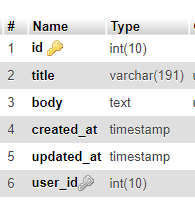 # Name Type
1 id int(10)
2 title varchar(191)
3 body text
4 created_at timestamp
5 updated_at timestamp
6 user_id int(10)